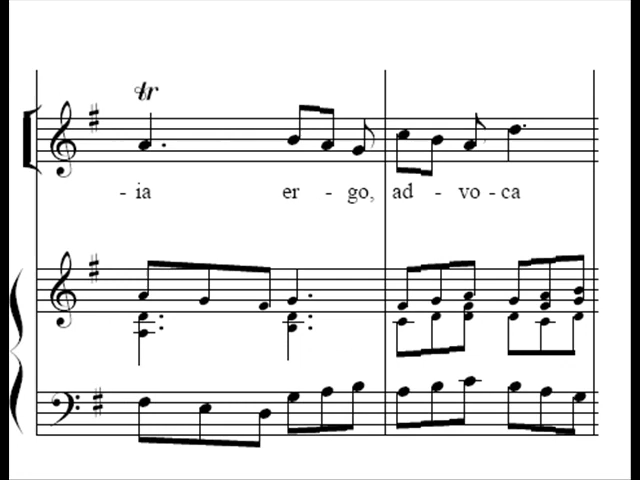 tr
- ia er - go, ad - vo - ca